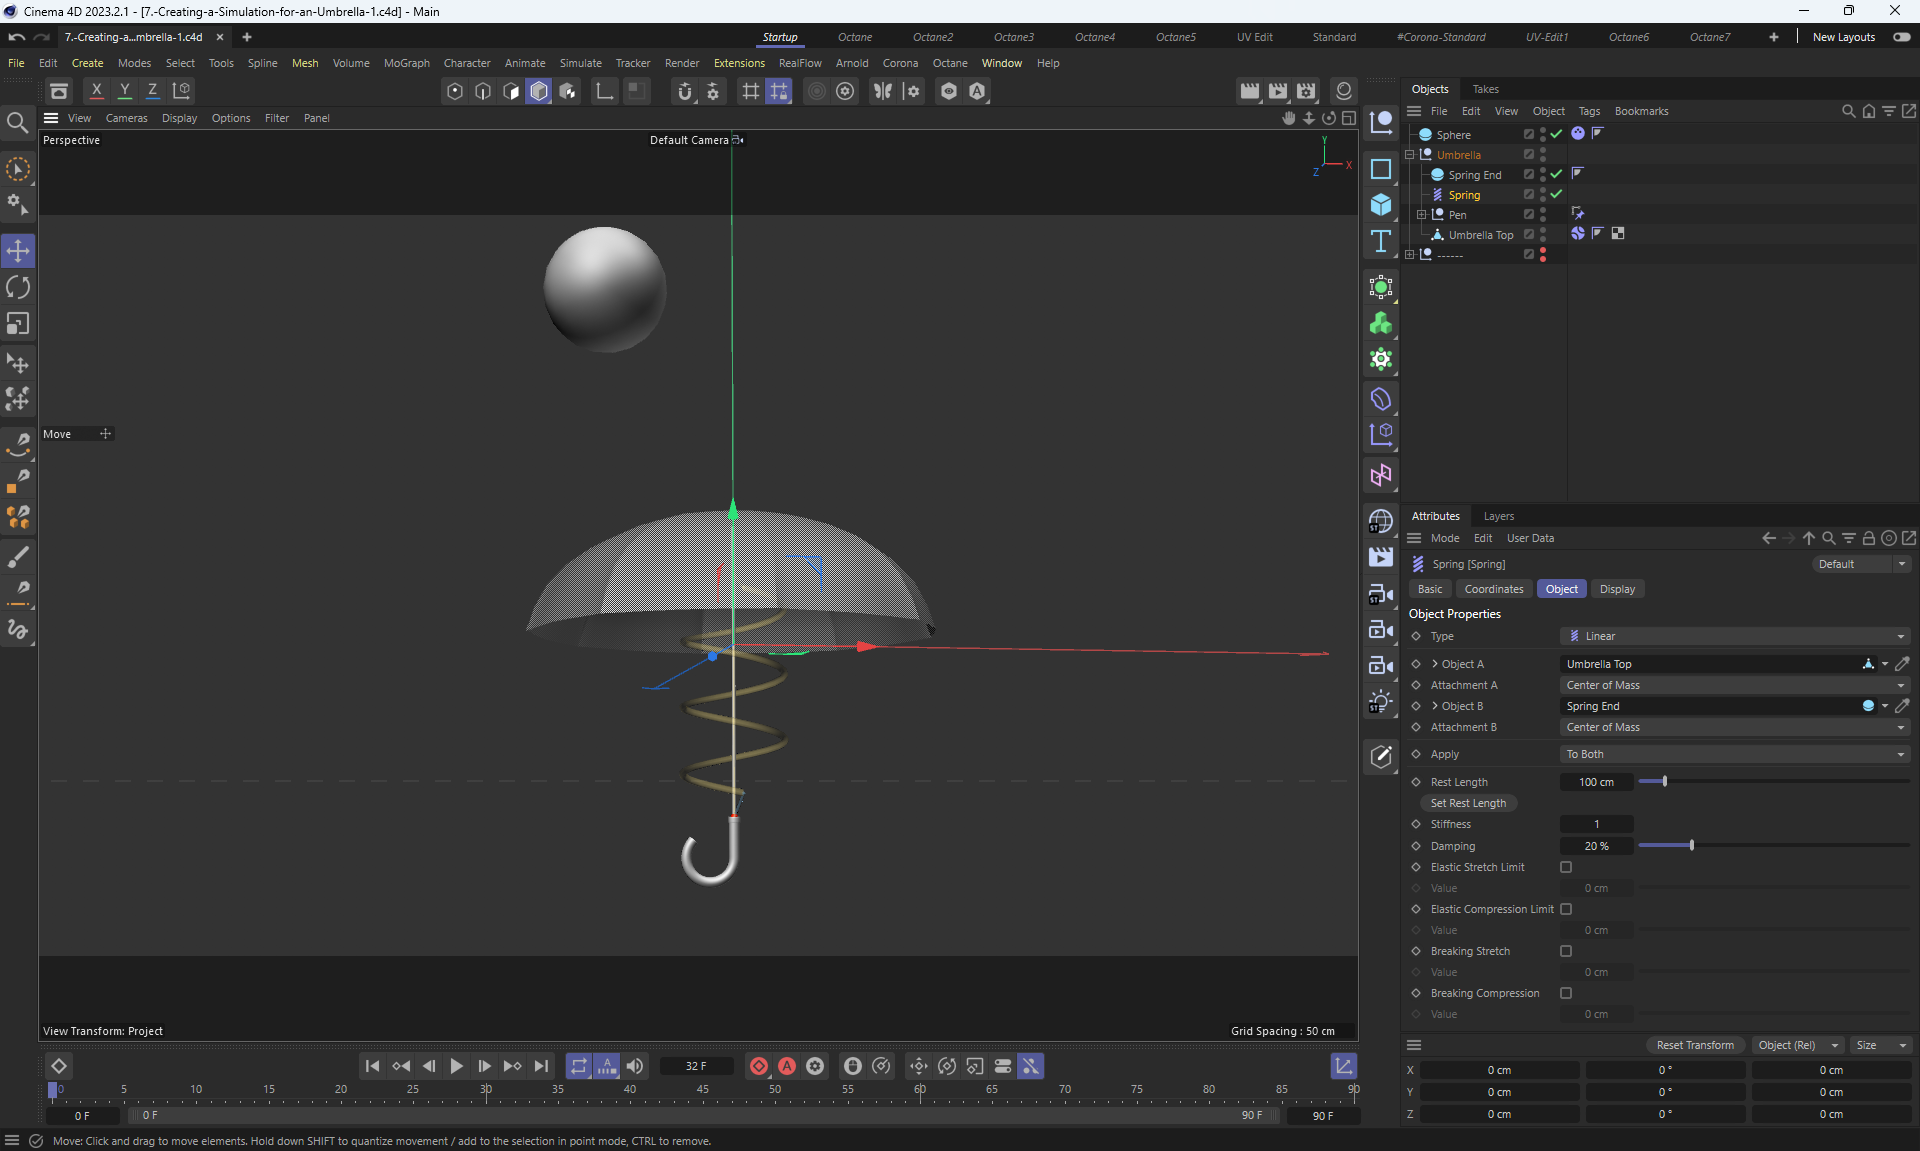 Cinema 4D 2023.2.1 - [7.-Creating-a-Simulation-for-an-Umbrella-1.c4d] - Main
7.-Creating-a...mbrella-1.c4d
Startup Octane Octane2 Octane3 Octane4 Octane5 UV Edit Standard #Corona-Standard UV-Edit1 Octane6 Octane7 New Layouts
File Edit Create Modes Select Tools Spline Mesh Volume MoGraph Character Animate Simulate Tracker Render Extensions RealFlow Arnold Corona Octane Window Help
X Y Z
View Cameras Display Options Filter Panel
Perspective
Default Camera
Y
X
Z
Move
View Transform: Project
Grid Spacing : 50 cm
Objects Takes
File Edit View Object Tags Bookmarks
Sphere
Umbrella
Spring End
Spring
Pen
Umbrella Top
------
Attributes Layers
Mode Edit User Data
Spring [Spring] Default
Basic Coordinates Object Display
Object Properties
Type Linear
Object A Umbrella Top
Attachment A Center of Mass
Object B Spring End
Attachment B Center of Mass
Apply To Both
Rest Length 100 cm
Set Rest Length
Stiffness 1
Damping 20 %
Elastic Stretch Limit
Value 0 cm
Elastic Compression Limit
Value 0 cm
Breaking Stretch
Value 0 cm
Breaking Compression
Value 0 cm
Reset Transform Object (Rel) Size
X 0 cm 0 ° 0 cm
Y 0 cm 0 ° 0 cm
Z 0 cm 0 ° 0 cm
32 F
0 5 10 15 20 25 30 35 40 45 50 55 60 65 70 75 80 85 90
0 F 0 F 90 F 90 F
Move: Click and drag to move elements. Hold down SHIFT to quantize movement / add to the selection in point mode, CTRL to remove.